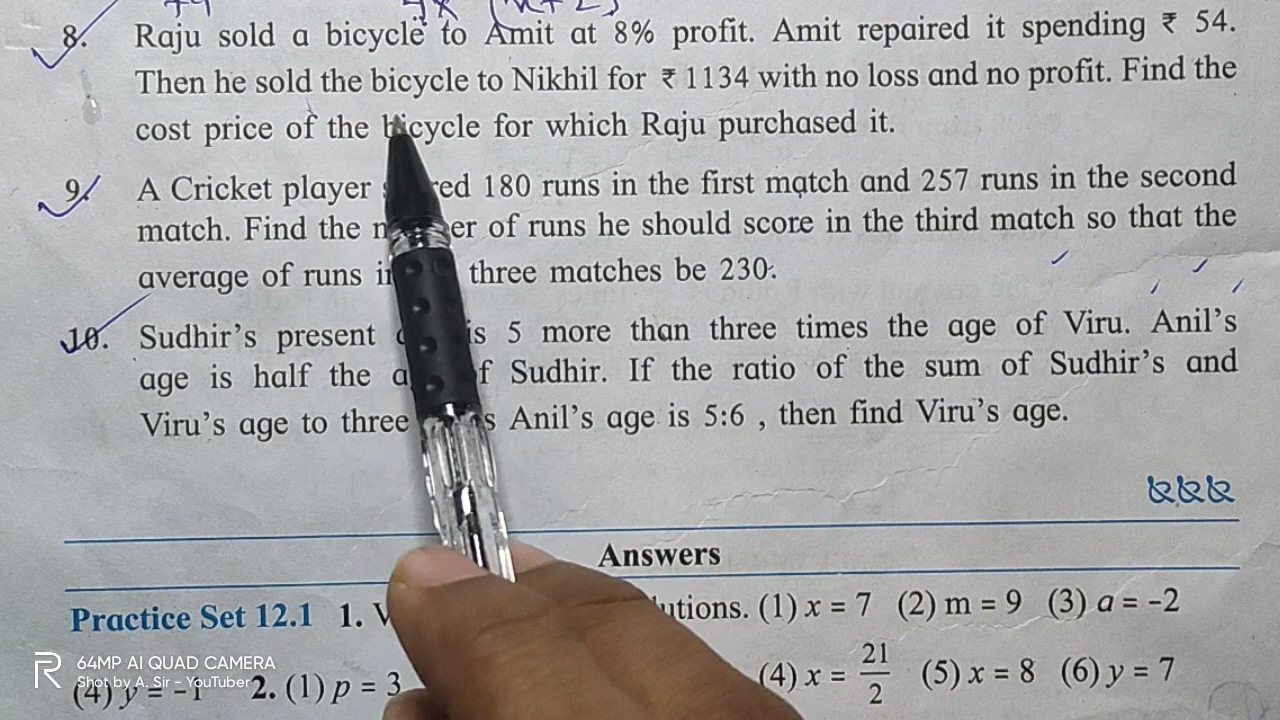 4x (x+2)
8. Raju sold a bicycle to Amit at 8% profit. Amit repaired it spending ₹ 54.
Then he sold the bicycle to Nikhil for ₹ 1134 with no loss and no profit. Find the
cost price of the bicycle for which Raju purchased it.
9. A Cricket player red 180 runs in the first match and 257 runs in the second
match. Find the n er of runs he should score in the third match so that the
average of runs i three matches be 230.
10. Sudhir's present is 5 more than three times the age of Viru. Anil's
age is half the a f Sudhir. If the ratio of the sum of Sudhir's and
Viru's age to three s Anil's age is 5:6 , then find Viru's age.
Answers
Practice Set 12.1 1. utions. (1) x = 7 (2) m = 9 (3) a = -2
(4) y = -1 2. (1) p = 3 (4) x = 21/2 (5) x = 8 (6) y = 7
64MP AI QUAD CAMERA
Shot by A. Sir - YouTuber